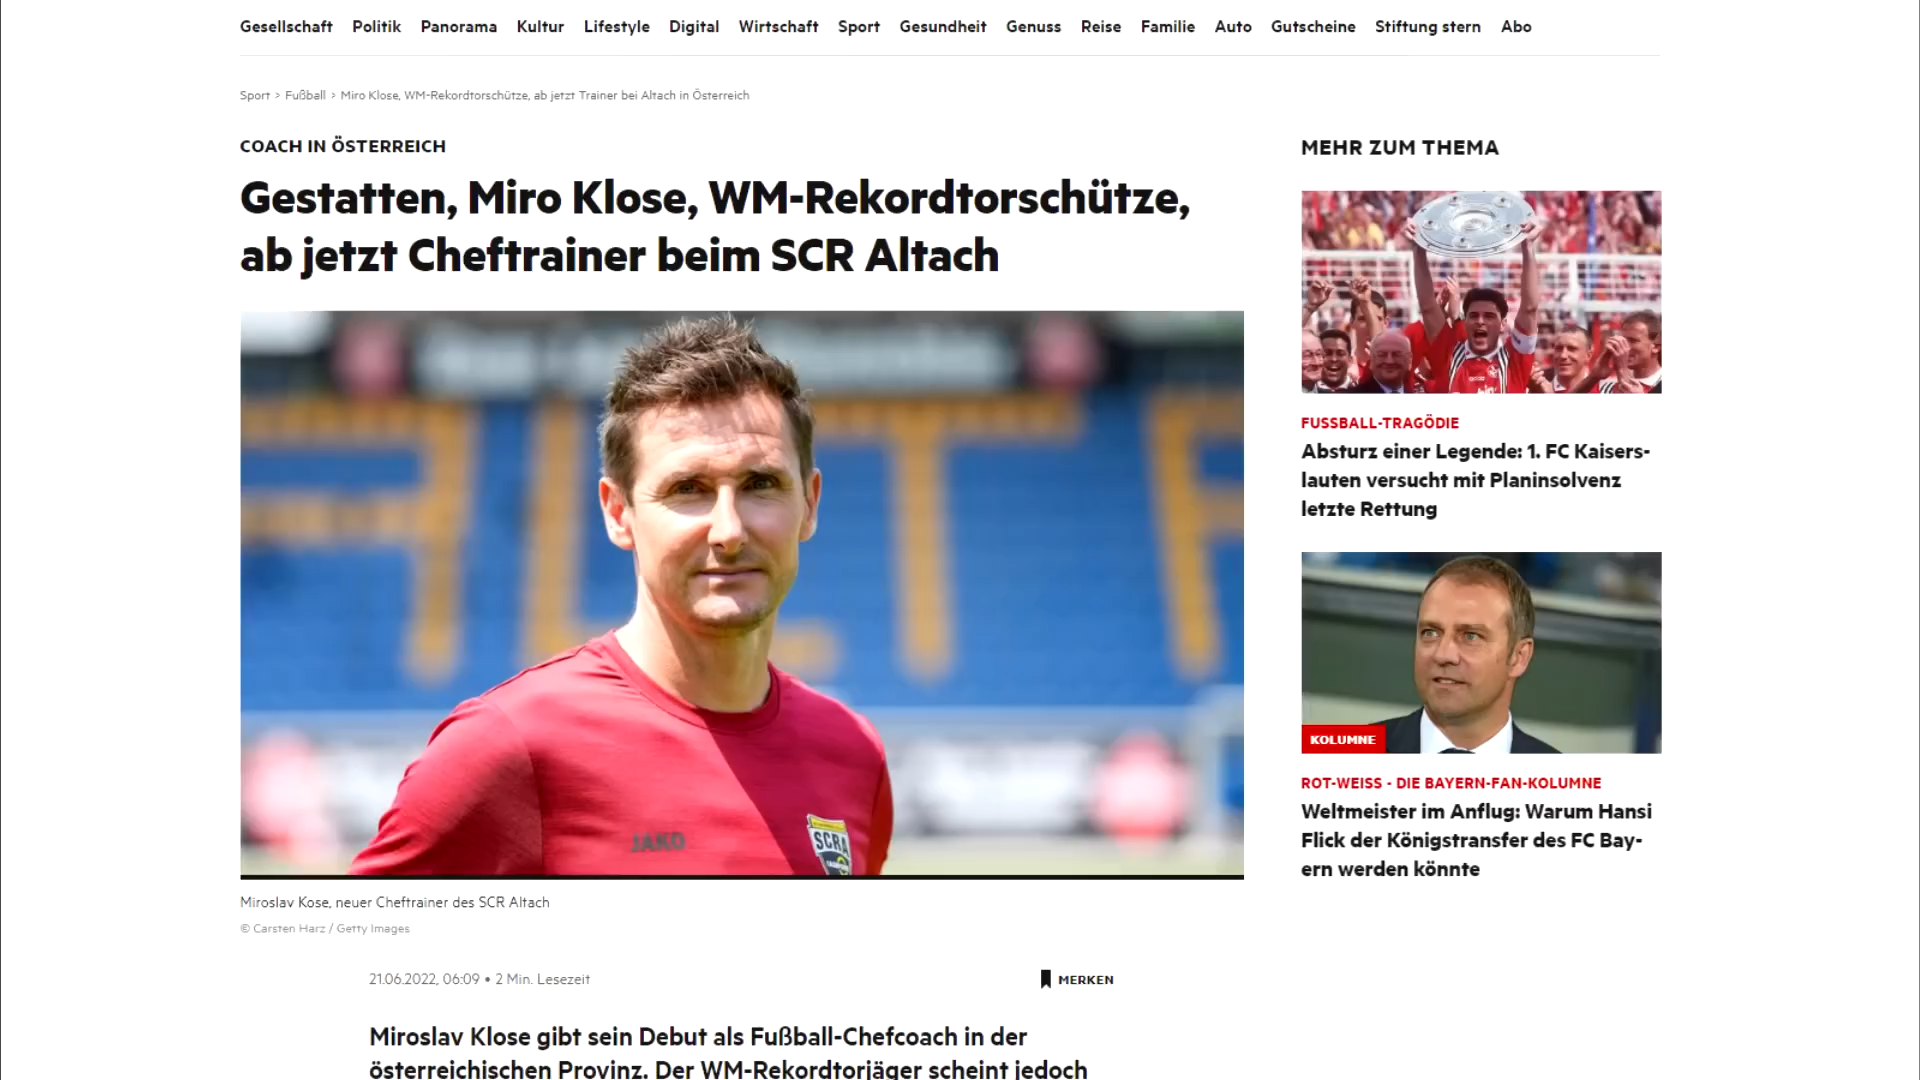 Gesellschaft Politik Panorama Kultur Lifestyle Digital Wirtschaft Sport Gesundheit Genuss Reise Familie Auto Gutscheine Stiftung stern Abo
Sport > Fußball > Miro Klose, WM-Rekordtorschütze, ab jetzt Trainer bei Altach in Österreich
COACH IN ÖSTERREICH
Gestatten, Miro Klose, WM-Rekordtorschütze,
ab jetzt Cheftrainer beim SCR Altach
JAKO
SCRA
Miroslav Kose, neuer Cheftrainer des SCR Altach
© Carsten Harz / Getty Images
21.06.2022, 06:09 • 2 Min. Lesezeit
MERKEN
Miroslav Klose gibt sein Debut als Fußball-Chefcoach in der
österreichischen Provinz. Der WM-Rekordtorjäger scheint jedoch
MEHR ZUM THEMA
FUSSBALL-TRAGÖDIE
Absturz einer Legende: 1. FC Kaisers-
lautern versucht mit Planinsolvenz
letzte Rettung
KOLUMNE
ROT-WEISS - DIE BAYERN-FAN-KOLUMNE
Weltmeister im Anflug: Warum Hansi
Flick der Königstransfer des FC Bay-
ern werden könnte